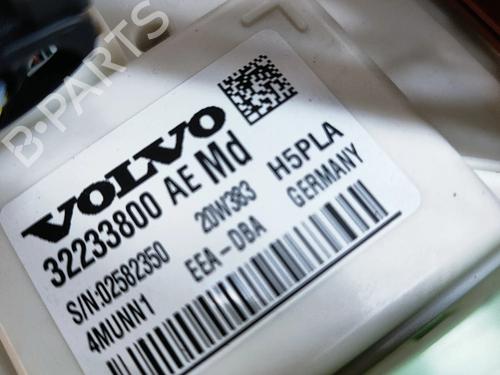 B-PARTS
VOLVO
32233800 AE Md
S/N:02582350 20W383 H5PLA
4MUNN1 EEA-DBA GERMANY